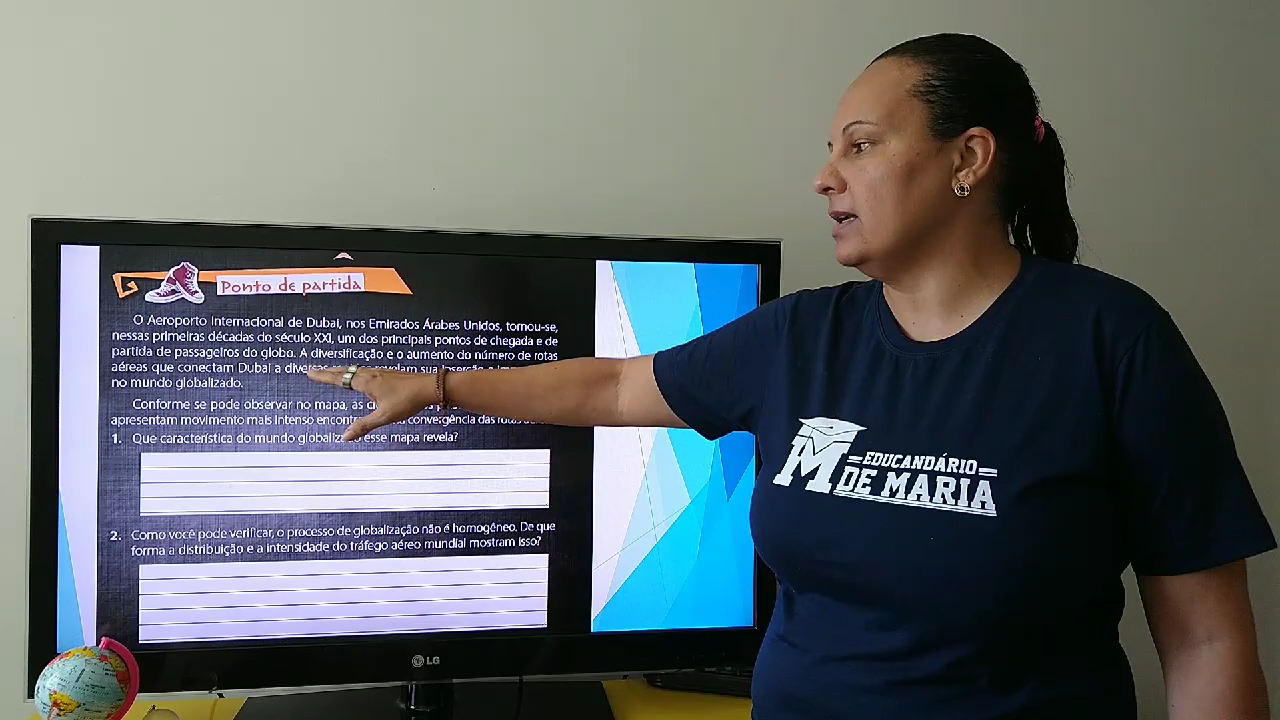 Ponto de partida
O Aeroporto Internacional de Dubai, nos Emirados Árabes Unidos, tornou-se,
nessas primeiras décadas do século XXI, um dos principais pontos de chegada e de
partida de passageiros do globo. A diversificação e o aumento do número de rotas
aéreas que conectam Dubai a diversas revelam sua inserção e
no mundo globalizado.
Conforme se pode observar no mapa, as
apresentam movimento mais intenso convergência das rotas
1. Que característica do mundo globalizado esse mapa revela?
2. Como você pode verificar, o processo de globalização não é homogêneo. De que
forma a distribuição e a intensidade do tráfego aéreo mundial mostram isso?
LG
M EDUCANDÁRIO
DE MARIA